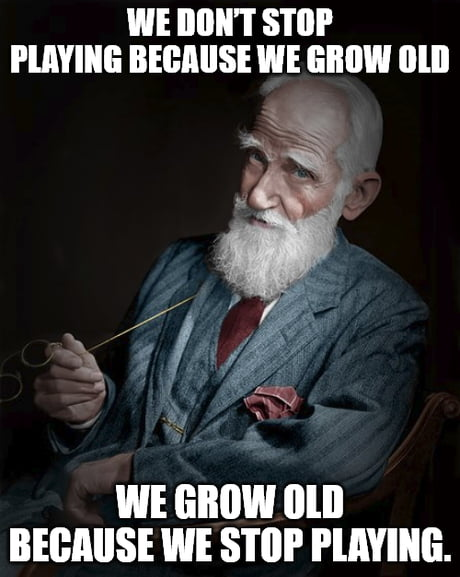 WE DON'T STOP
PLAYING BECAUSE WE GROW OLD
WE GROW OLD
BECAUSE WE STOP PLAYING.